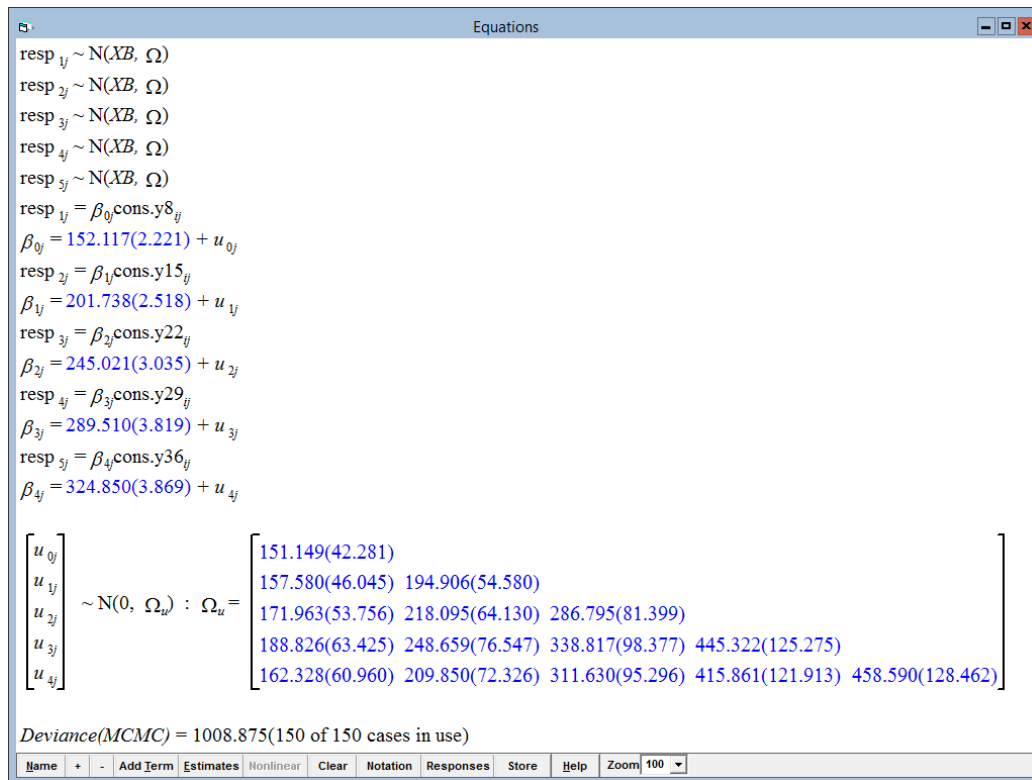 Equations
resp 1j ~ N(XB, Ω)
resp 2j ~ N(XB, Ω)
resp 3j ~ N(XB, Ω)
resp 4j ~ N(XB, Ω)
resp 5j ~ N(XB, Ω)
resp 1j = β0jcons.y8ij
β0j = 152.117(2.221) + u 0j
resp 2j = β1jcons.y15ij
β1j = 201.738(2.518) + u 1j
resp 3j = β2jcons.y22ij
β2j = 245.021(3.035) + u 2j
resp 4j = β3jcons.y29ij
β3j = 289.510(3.819) + u 3j
resp 5j = β4jcons.y36ij
β4j = 324.850(3.869) + u 4j
u 0j 151.149(42.281)
u 1j 157.580(46.045) 194.906(54.580)
u 2j ~ N(0, Ωu) : Ωu = 171.963(53.756) 218.095(64.130) 286.795(81.399)
u 3j 188.826(63.425) 248.659(76.547) 338.817(98.377) 445.322(125.275)
u 4j 162.328(60.960) 209.850(72.326) 311.630(95.296) 415.861(121.913) 458.590(128.462)
Deviance(MCMC) = 1008.875(150 of 150 cases in use)
Name + - Add Term Estimates Nonlinear Clear Notation Responses Store Help Zoom 100